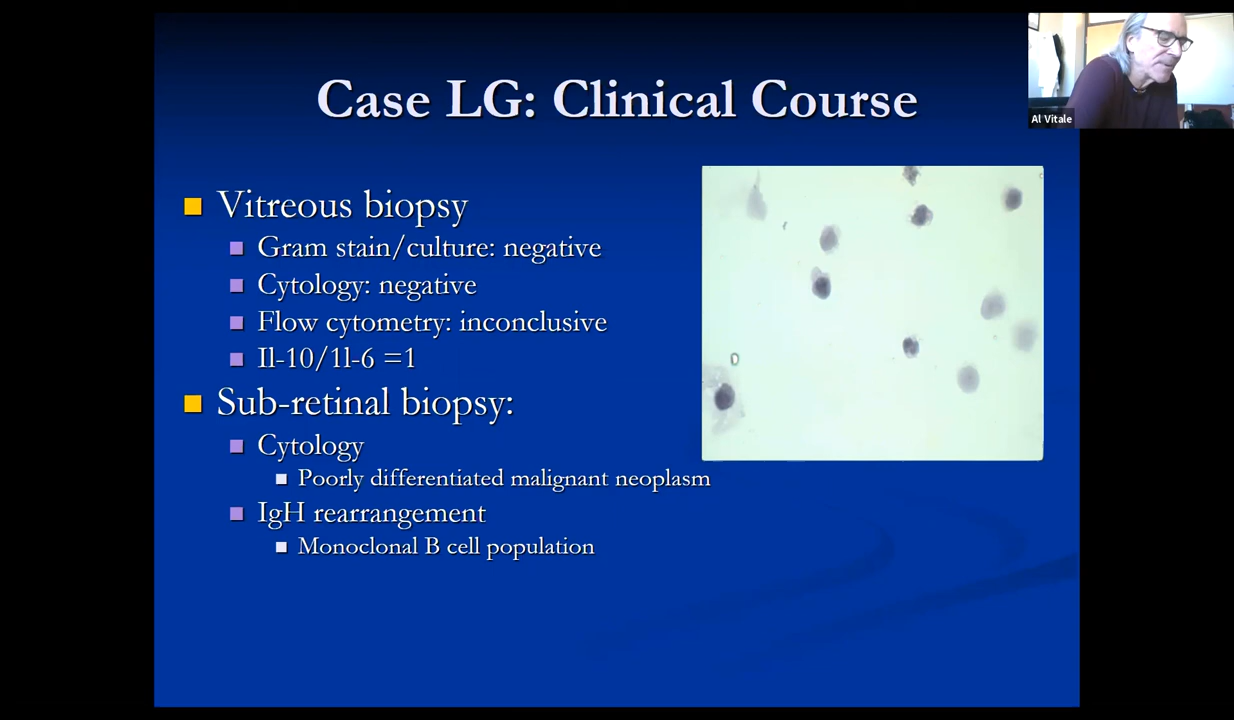 Case LG: Clinical Course
Al Vitale
Vitreous biopsy
Gram stain/culture: negative
Cytology: negative
Flow cytometry: inconclusive
Il-10/1l-6 =1
Sub-retinal biopsy:
Cytology
Poorly differentiated malignant neoplasm
IgH rearrangement
Monoclonal B cell population